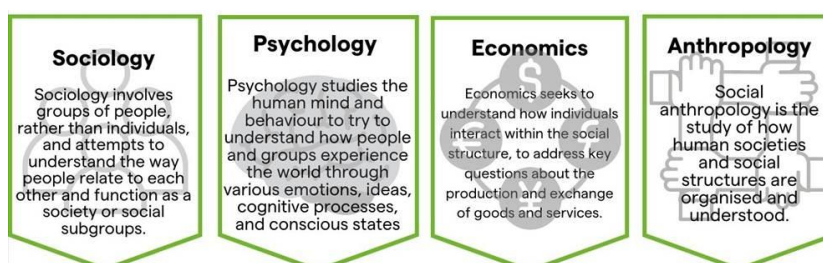 Sociology
Sociology involves
groups of people,
rather than individuals,
and attempts to
understand the way
people relate to each
other and function as a
society or social
subgroups.
Psychology
Psychology studies the
human mind and
behaviour to try to
understand how people
and groups experience
the world through
various emotions, ideas,
cognitive processes,
and conscious states
Economics
Economics seeks to
understand how individuals
interact within the social
structure, to address key
questions about the
production and exchange
of goods and services.
Anthropology
Social
anthropology is the
study of how
human societies
and social
structures are
organised and
understood.